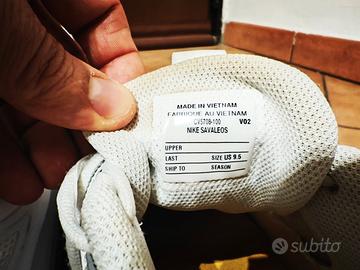 MADE IN VIETNAM
FABRIQUE AU VIETNAM
CV5708-100 V02
NIKE SAVALEOS
UPPER
LAST SIZE US 9.5
SHIP TO SEASON
subito